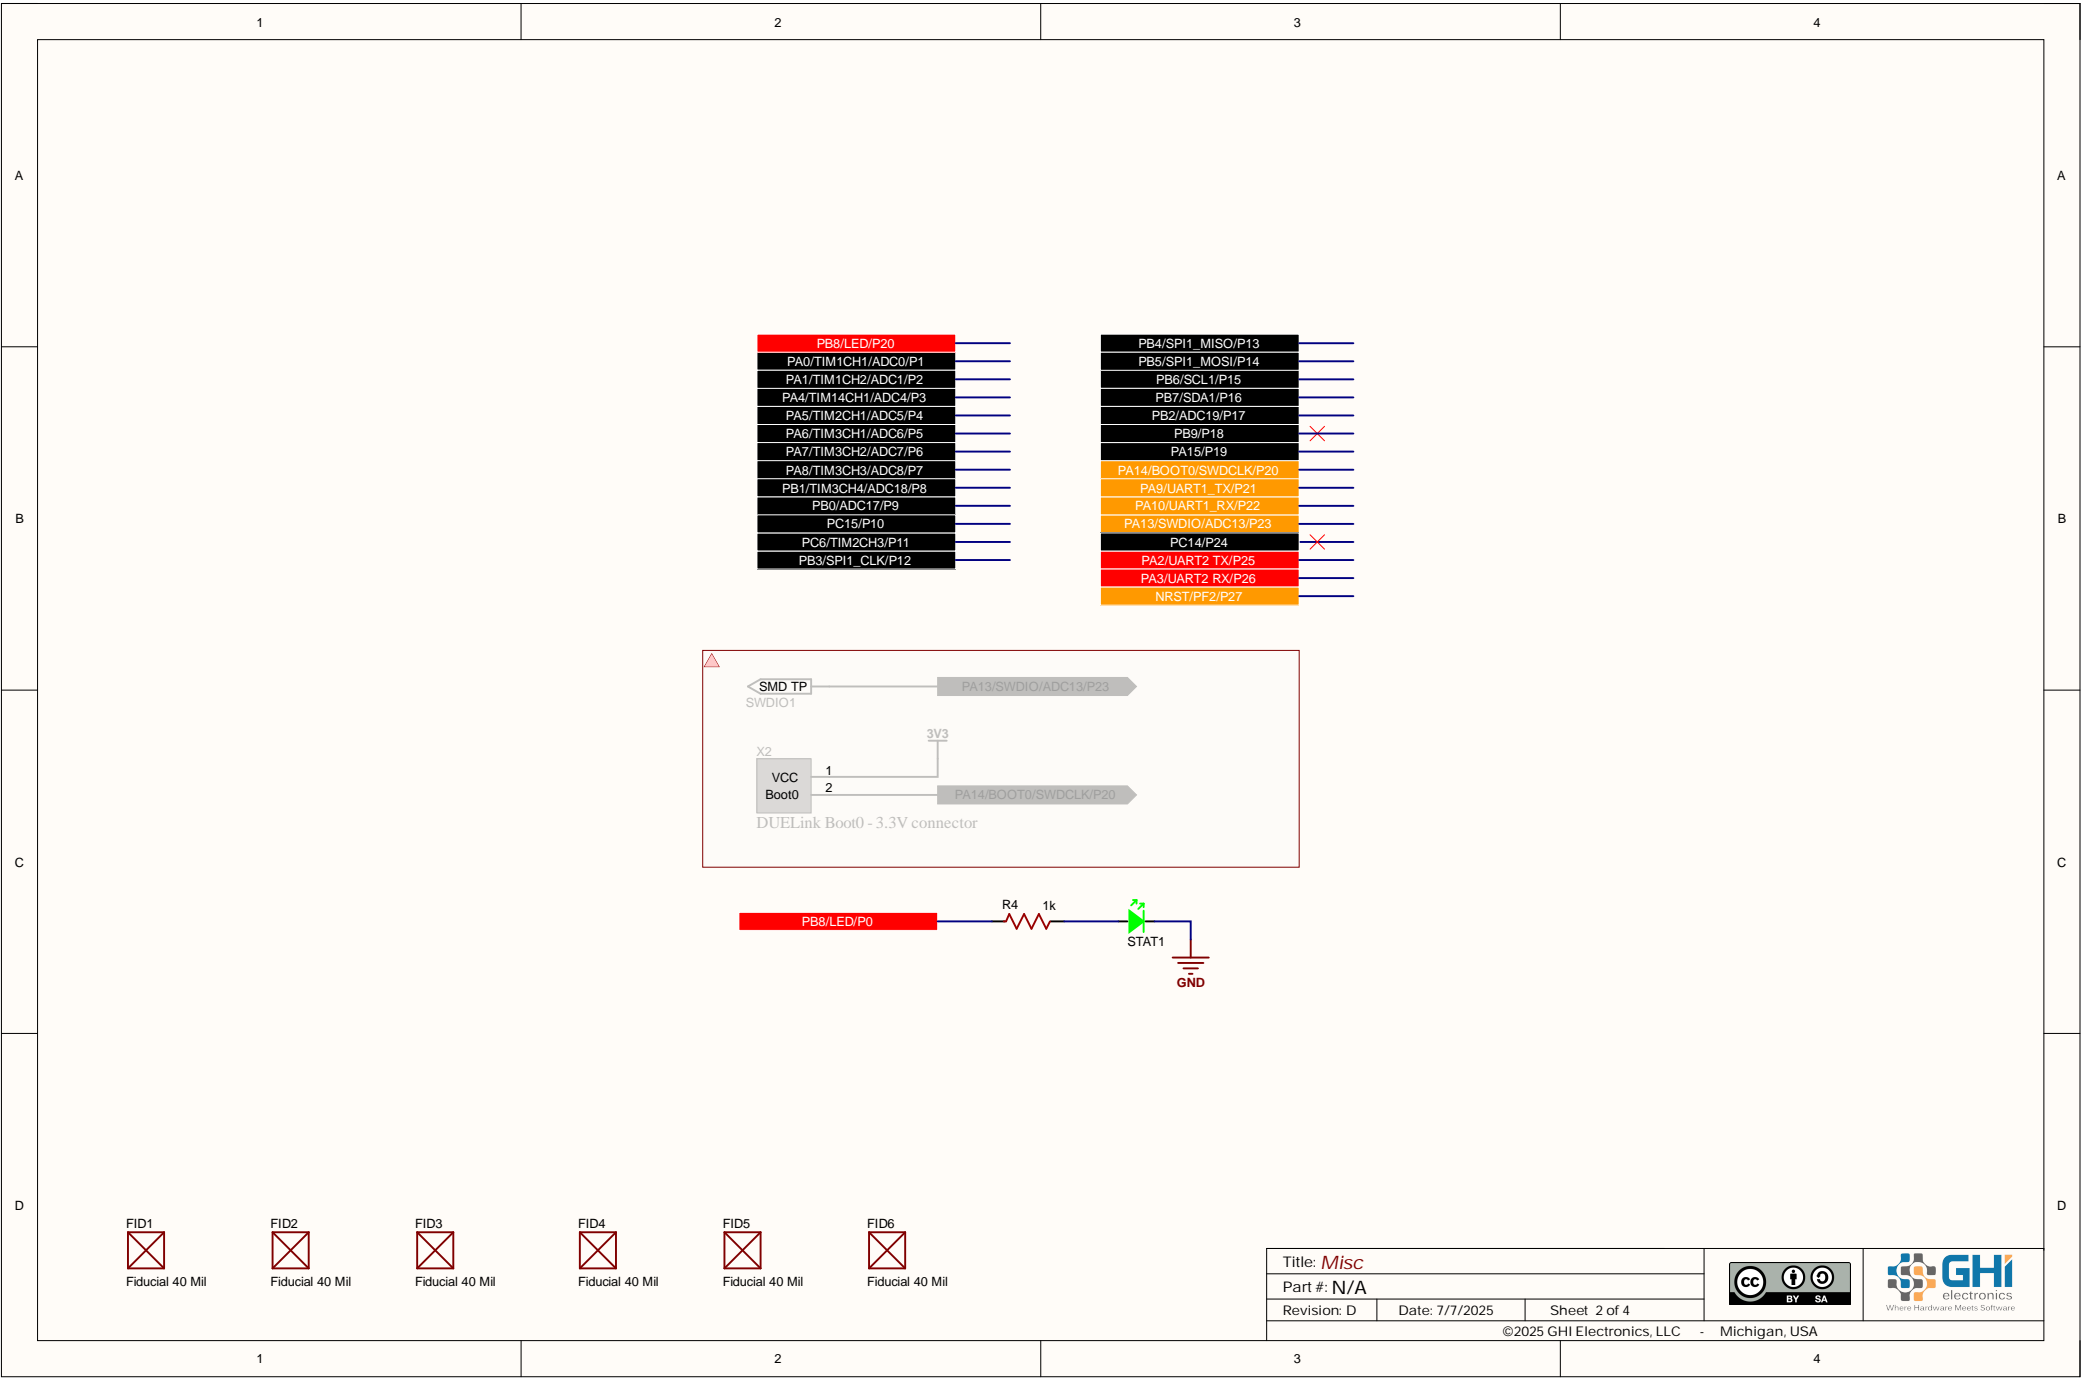 1 2 3 4
A A
PB8/LED/P20
PA0/TIM1CH1/ADC0/P1
PA1/TIM1CH2/ADC1/P2
PA4/TIM14CH1/ADC4/P3
PA5/TIM2CH1/ADC5/P4
PA6/TIM3CH1/ADC6/P5
PA7/TIM3CH2/ADC7/P6
PA8/TIM3CH3/ADC8/P7
PB1/TIM3CH4/ADC18/P8
PB0/ADC17/P9
PC15/P10
PC6/TIM2CH3/P11
PB3/SPI1_CLK/P12
PB4/SPI1_MISO/P13
PB5/SPI1_MOSI/P14
PB6/SCL1/P15
PB7/SDA1/P16
PB2/ADC19/P17
PB9/P18
PA15/P19
PA14/BOOT0/SWDCLK/P20
PA9/UART1_TX/P21
PA10/UART1_RX/P22
PA13/SWDIO/ADC13/P23
PC14/P24
PA2/UART2 TX/P25
PA3/UART2 RX/P26
NRST/PF2/P27
B B
SMD TP PA13/SWDIO/ADC13/P23
SWDIO1
3V3
X2
VCC 1
Boot0 2 PA14/BOOT0/SWDCLK/P20
DUELink Boot0 - 3.3V connector
C C
R4 1k
PB8/LED/P0
STAT1
GND
D D
FID1 FID2 FID3 FID4 FID5 FID6
Fiducial 40 Mil Fiducial 40 Mil Fiducial 40 Mil Fiducial 40 Mil Fiducial 40 Mil Fiducial 40 Mil
Title: Misc
Part #: N/A
Revision: D Date: 7/7/2025 Sheet 2 of 4
cc BY SA
GHI
electronics
Where Hardware Meets Software
©2025 GHI Electronics, LLC - Michigan, USA
1 2 3 4